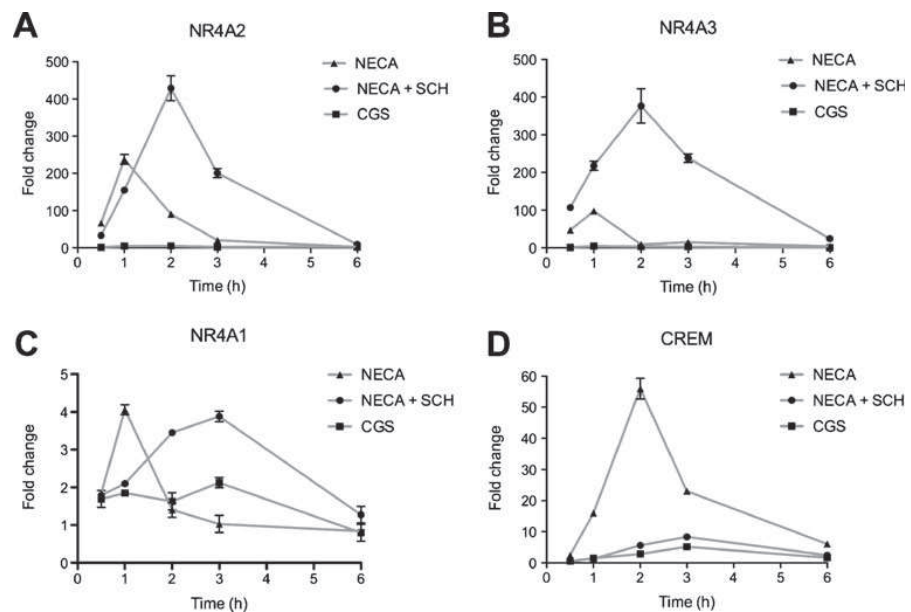 A
NR4A2
Fold change
500
400
300
200
100
0
0 1 2 3 4 5 6
Time (h)
NECA
NECA + SCH
CGS
B
NR4A3
Fold change
500
400
300
200
100
0
0 1 2 3 4 5 6
Time (h)
NECA
NECA + SCH
CGS
C
NR4A1
Fold change
5
4
3
2
1
0
0 1 2 3 4 5 6
Time (h)
NECA
NECA + SCH
CGS
D
CREM
Fold change
60
50
40
30
20
10
0
0 1 2 3 4 5 6
Time (h)
NECA
NECA + SCH
CGS